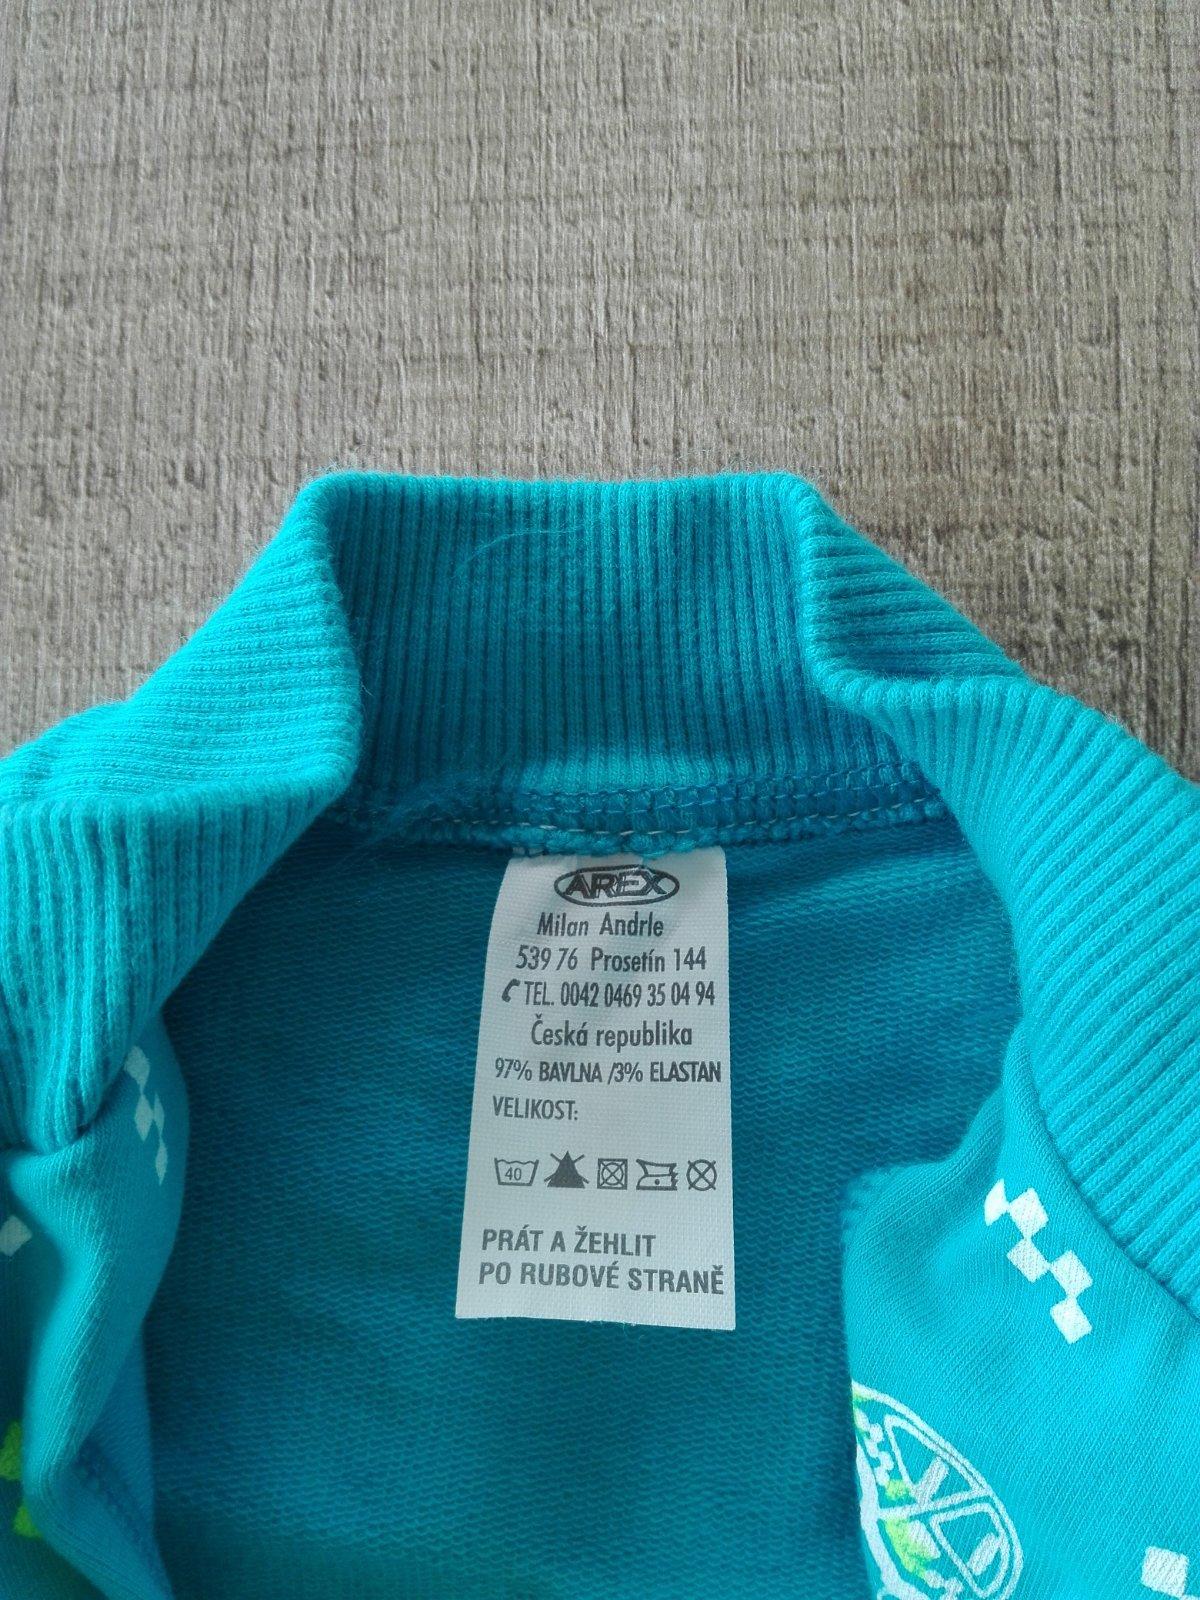 AREX
Milan Andrle
539 76 Prosetín 144
TEL. 0042 0469 35 04 94
Česká republika
97% BAVLNA /3% ELASTAN
VELIKOST:
40
PRÁT A ŽEHLIT
PO RUBOVÉ STRANĚ